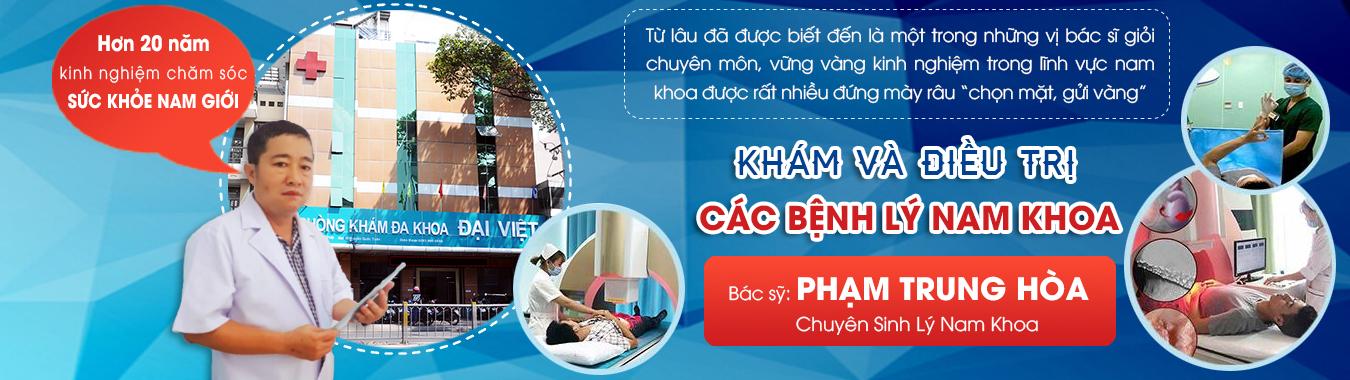 Hơn 20 năm
kinh nghiệm chăm sóc
SỨC KHỎE NAM GIỚI
Từ lâu đã được biết đến là một trong những vị bác sĩ giỏi
chuyên môn, vững vàng kinh nghiệm trong lĩnh vực nam
khoa được rất nhiều đứng mày râu “chọn mặt, gửi vàng”
KHÁM VÀ ĐIỀU TRỊ
CÁC BỆNH LÝ NAM KHOA
Bác sỹ: PHẠM TRUNG HÒA
Chuyên Sinh Lý Nam Khoa
PHÒNG KHÁM ĐA KHOA ĐẠI VIỆT